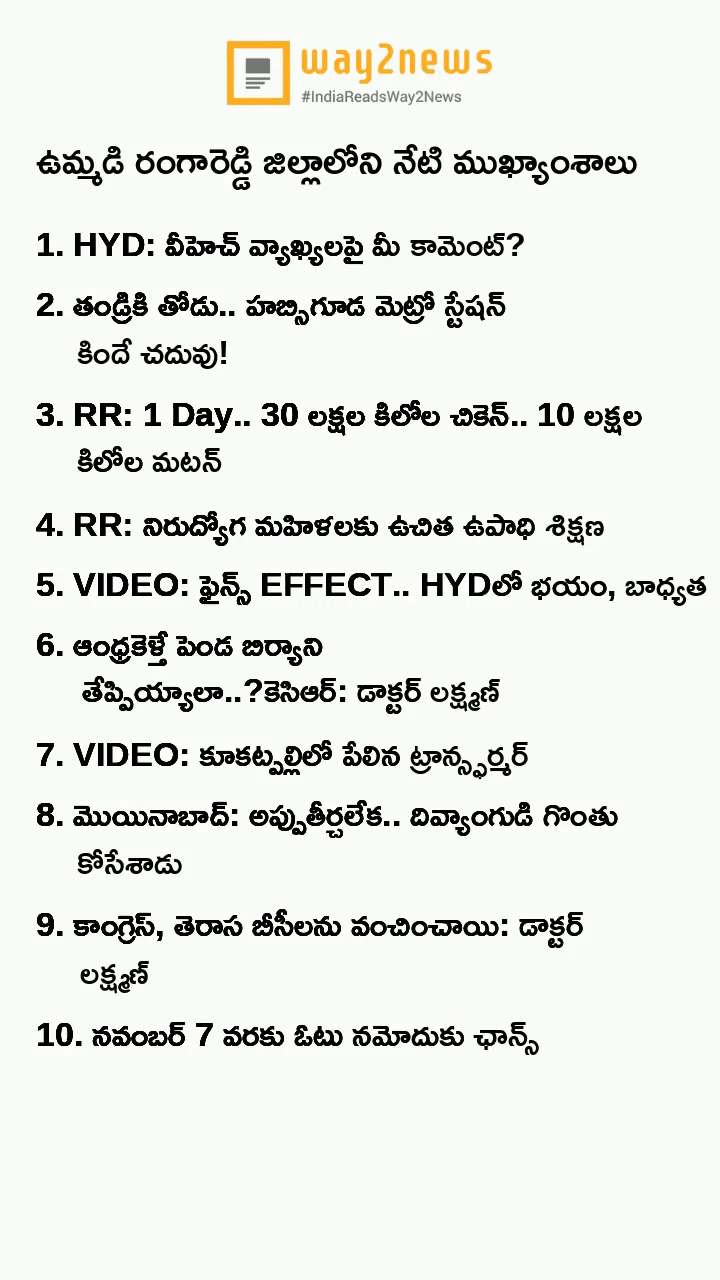 way2news
#IndiaReadsWay2News
ఉమ్మడి రంగారెడ్డి జిల్లాలోని నేటి ముఖ్యాంశాలు
1. HYD: వీహెచ్ వ్యాఖ్యలపై మీ కామెంట్?
2. తండ్రికి తోడు.. హబ్సిగూడ మెట్రో స్టేషన్
కిందే చదువు!
3. RR: 1 Day.. 30 లక్షల కిలోల చికెన్.. 10 లక్షల
కిలోల మటన్
4. RR: నిరుద్యోగ మహిళలకు ఉచిత ఉపాధి శిక్షణ
5. VIDEO: ఫైన్స్ EFFECT.. HYDలో భయం, బాధ్యత
6. ఆంధ్రకెళ్తే పెండ బిర్యాని
తేప్పియ్యాలా..?కెసిఆర్: డాక్టర్ లక్ష్మణ్
7. VIDEO: కూకట్పల్లిలో పేలిన ట్రాన్స్ఫర్మర్
8. మొయినాబాద్: అప్పుతీర్చలేక.. దివ్యాంగుడి గొంతు
కోసేశాడు
9. కాంగ్రెస్, తెరాస బీసీలను వంచించాయి: డాక్టర్
లక్ష్మణ్
10. నవంబర్ 7 వరకు ఓటు నమోదుకు ఛాన్స్